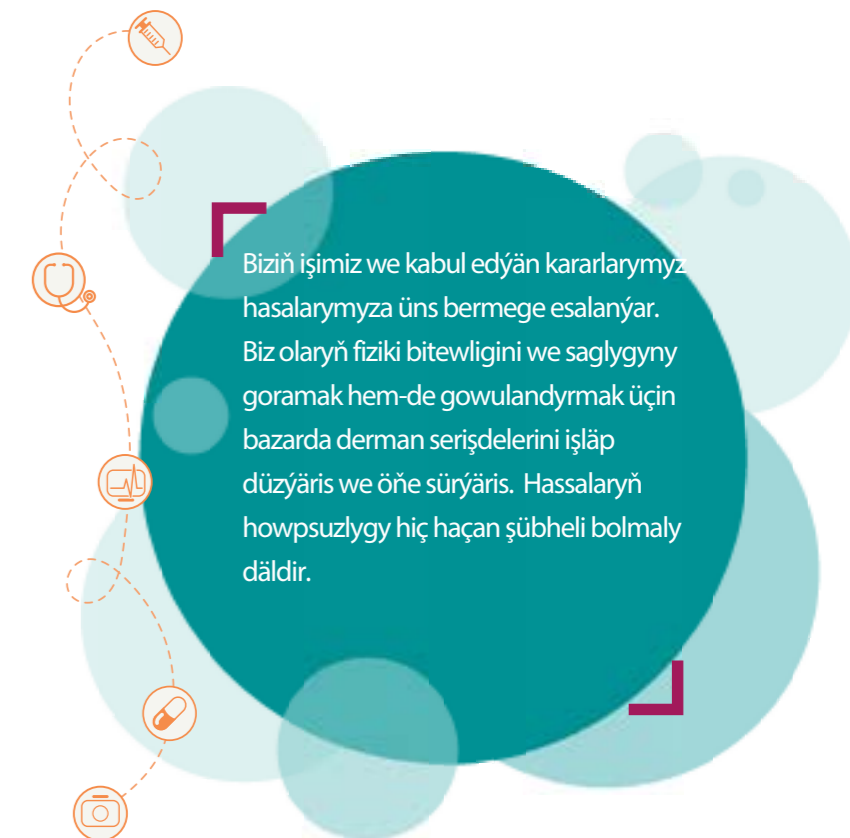 Biziň işimiz we kabul edýän kararlarymyz
hasalarymyza üns bermege esalanýar.
Biz olaryň fiziki bitewligini we saglygyny
goramak hem-de gowulandyrmak üçin
bazarda derman serişdelerini işläp
düzýäris we öňe sürýäris. Hassalaryň
howpsuzlygy hiç haçan şübheli bolmaly
däldir.